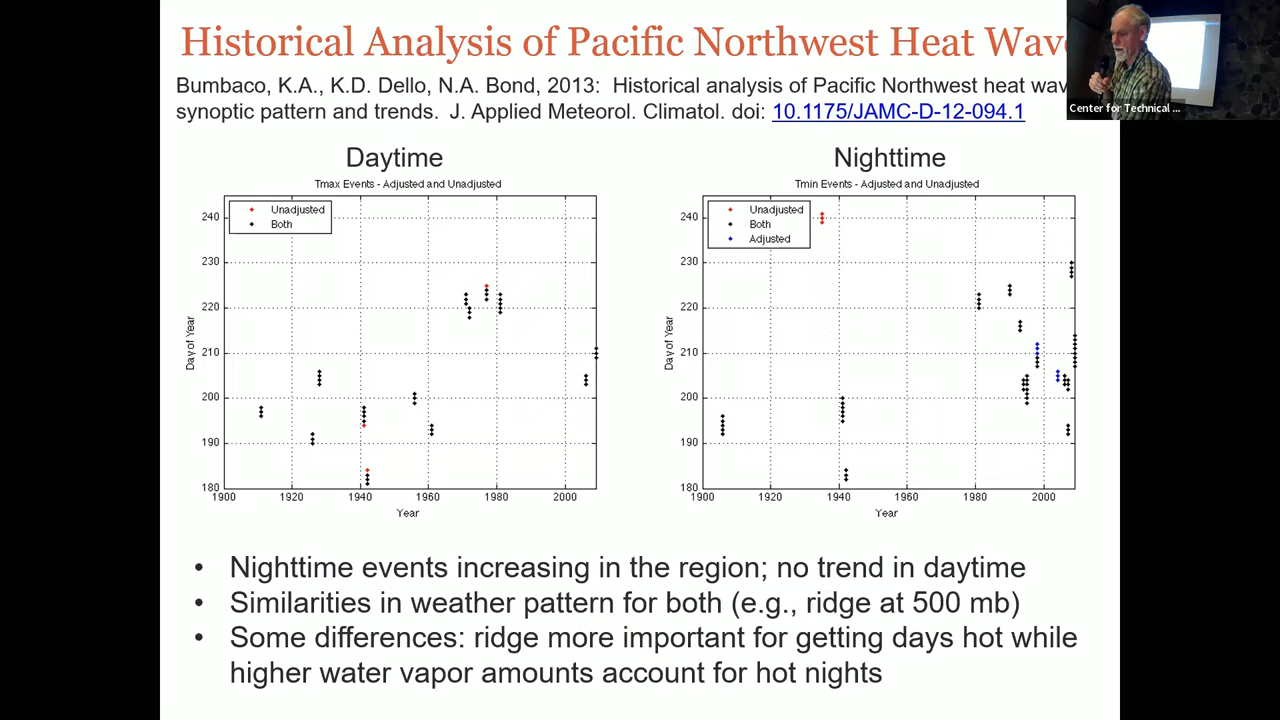 Historical Analysis of Pacific Northwest Heat Wav
Bumbaco, K.A., K.D. Dello, N.A. Bond, 2013: Historical analysis of Pacific Northwest heat wav
synoptic pattern and trends. J. Applied Meteorol. Climatol. doi: 10.1175/JAMC-D-12-094.1
Center for Technical ...
Daytime
Tmax Events - Adjusted and Unadjusted
Unadjusted
Both
240
230
220
210
200
190
180
Day of Year
1900 1920 1940 1960 1980 2000
Year
Nighttime
Tmin Events - Adjusted and Unadjusted
Unadjusted
Both
Adjusted
240
230
220
210
200
190
180
Day of Year
1900 1920 1940 1960 1980 2000
Year
• Nighttime events increasing in the region; no trend in daytime
• Similarities in weather pattern for both (e.g., ridge at 500 mb)
• Some differences: ridge more important for getting days hot while
higher water vapor amounts account for hot nights